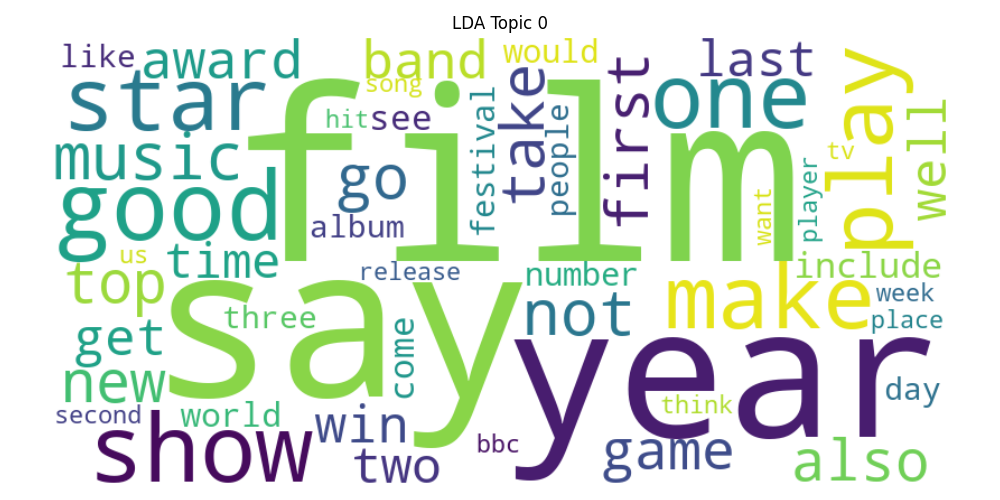 LDA Topic 0
like
award
band
would
last
song
star
hit
see
festival
take
people
first
one
play
tv
well
music
film
go
good
album
want
player
us
time
top
release
number
include
say
three
come
not
make
week
place
get
year
new
day
second
world
think
show
win
two
bbc
game
also